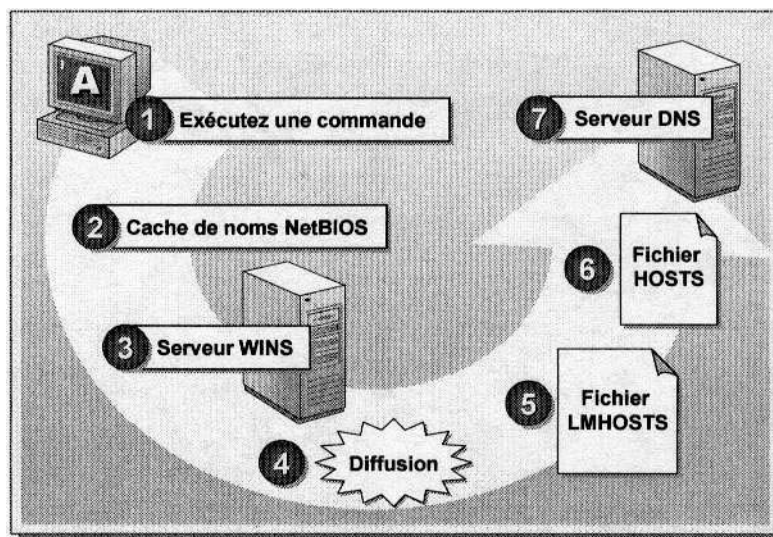 A
1 Exécutez une commande
2 Cache de noms NetBIOS
3 Serveur WINS
4 Diffusion
5 Fichier
LMHOSTS
6 Fichier
HOSTS
7 Serveur DNS